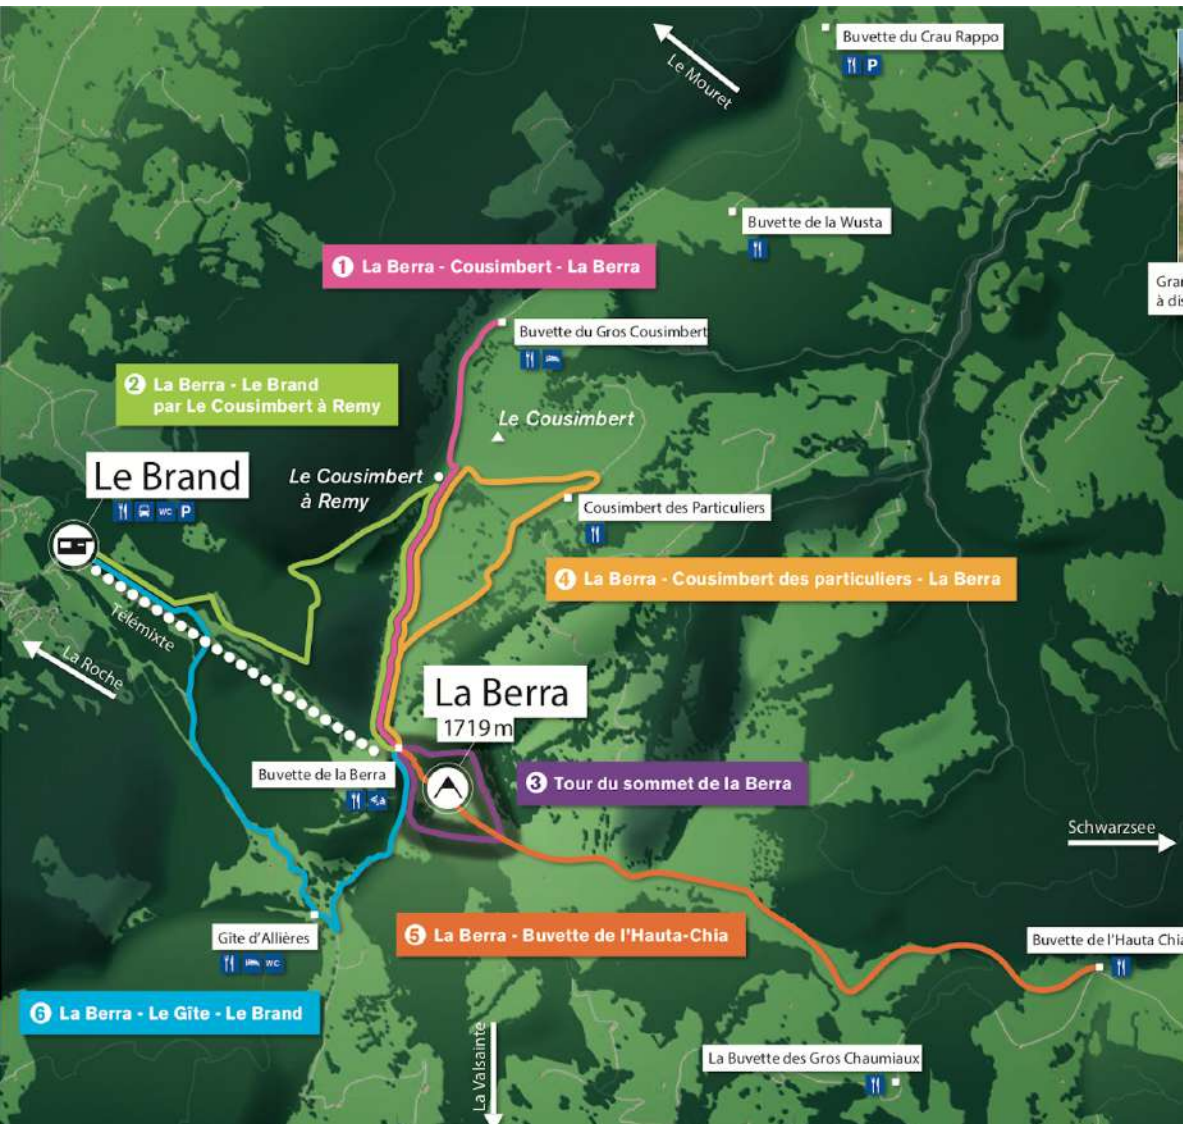 Buvette du Crau Rappo
P
Le Mouret
Buvette de la Wusta
1 La Berra - Cousimbert - La Berra
Buvette du Gros Cousimbert
2 La Berra - Le Brand
par Le Cousimbert à Remy
Le Cousimbert
Le Brand
WC P
Le Cousimbert
à Remy
Cousimbert des Particuliers
4 La Berra - Cousimbert des particuliers - La Berra
Télémixte
La Roche
La Berra
1719 m
Buvette de la Berra
3 Tour du sommet de la Berra
Schwarzsee
5 La Berra - Buvette de l'Hauta-Chia
Gîte d'Allières
WC
Buvette de l'Hauta Chia
6 La Berra - Le Gîte - Le Brand
La Valsainte
La Buvette des Gros Chaumiaux